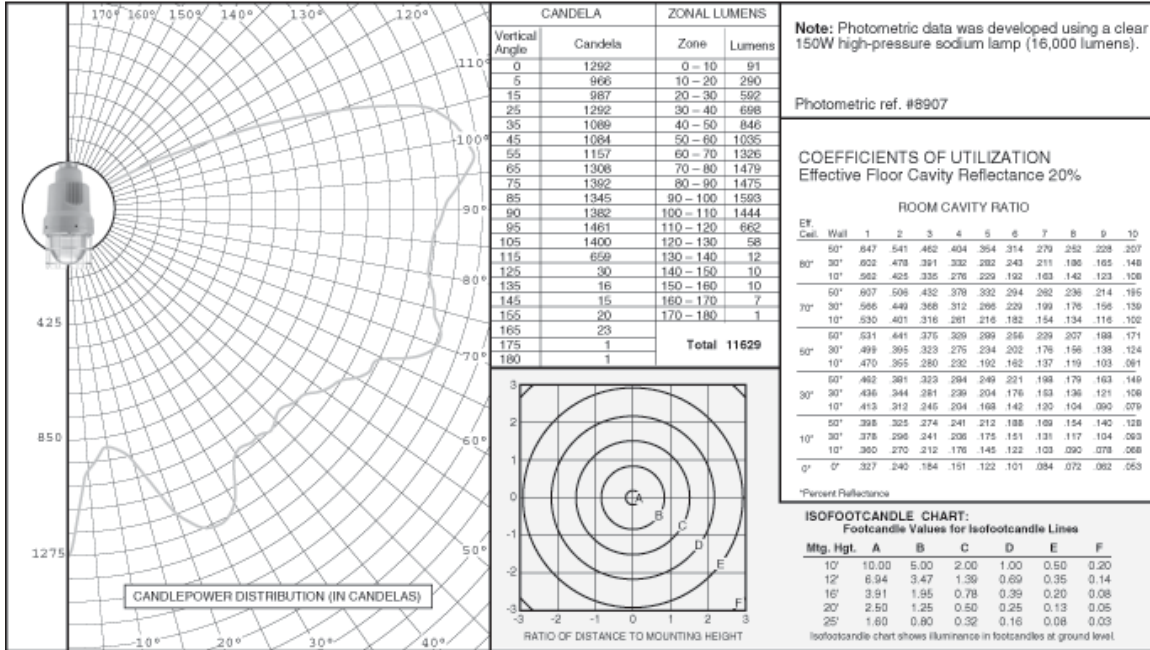 170° 160° 150° 140° 130° 120°
110°
100°
90°
80°
70°
60°
50°
40°
30°
20°
10°
425
850
1275
CANDLEPOWER DISTRIBUTION (IN CANDELAS)
CANDELA ZONAL LUMENS
Vertical Angle Candela Zone Lumens
0 1292 0 – 10 91
5 966 10 – 20 290
15 987 20 – 30 592
25 1292 30 – 40 698
35 1089 40 – 50 846
45 1084 50 – 60 1035
55 1157 60 – 70 1326
65 1308 70 – 80 1479
75 1392 80 – 90 1475
85 1345 90 – 100 1593
90 1382 100 – 110 1444
95 1461 110 – 120 662
105 1400 120 – 130 58
115 659 130 – 140 12
125 30 140 – 150 10
135 16 150 – 160 10
145 15 160 – 170 7
155 20 170 – 180 1
165 23
175 1 Total 11629
180 1
3
2
1
0
-1
-2
-3
A
B
C
D
E
F
-3 -2 -1 0 1 2 3
RATIO OF DISTANCE TO MOUNTING HEIGHT
Note: Photometric data was developed using a clear
150W high-pressure sodium lamp (16,000 lumens).
Photometric ref. #8907
COEFFICIENTS OF UTILIZATION
Effective Floor Cavity Reflectance 20%
ROOM CAVITY RATIO
Eff.
Ceil. Wall 1 2 3 4 5 6 7 8 9 10
50* .647 .541 .462 .404 .354 .314 .279 .252 .228 .207
80* 30* .602 .478 .391 .332 .282 .243 .211 .186 .165 .148
10* .562 .425 .335 .276 .229 .192 .163 .142 .123 .108
50* .607 .506 .432 .378 .332 .294 .262 .236 .214 .195
70* 30* .566 .449 .368 .312 .266 .229 .199 .176 .156 .139
10* .530 .401 .316 .261 .216 .182 .154 .134 .116 .102
50* .531 .441 .375 .329 .289 .256 .229 .207 .188 .171
50* 30* .499 .395 .323 .275 .234 .202 .176 .156 .138 .124
10* .470 .355 .280 .232 .192 .162 .137 .119 .103 .091
50* .462 .381 .323 .284 .249 .221 .198 .179 .163 .149
30* 30* .436 .344 .281 .239 .204 .176 .153 .136 .121 .108
10* .413 .312 .245 .204 .168 .142 .120 .104 .090 .079
50* .398 .325 .274 .241 .212 .188 .169 .154 .140 .128
10* 30* .378 .296 .241 .206 .175 .151 .131 .117 .104 .093
10* .360 .270 .212 .176 .145 .122 .103 .090 .078 .068
0* 0* .327 .240 .184 .151 .122 .101 .084 .072 .062 .053
*Percent Reflectance
ISOFOOTCANDLE CHART:
Footcandle Values for Isofootcandle Lines
Mtg. Hgt. A B C D E F
10' 10.00 5.00 2.00 1.00 0.50 0.20
12' 6.94 3.47 1.39 0.69 0.35 0.14
16' 3.91 1.95 0.78 0.39 0.20 0.08
20' 2.50 1.25 0.50 0.25 0.13 0.05
25' 1.60 0.80 0.32 0.16 0.08 0.03
Isofootcandle chart shows illuminance in footcandles at ground level.